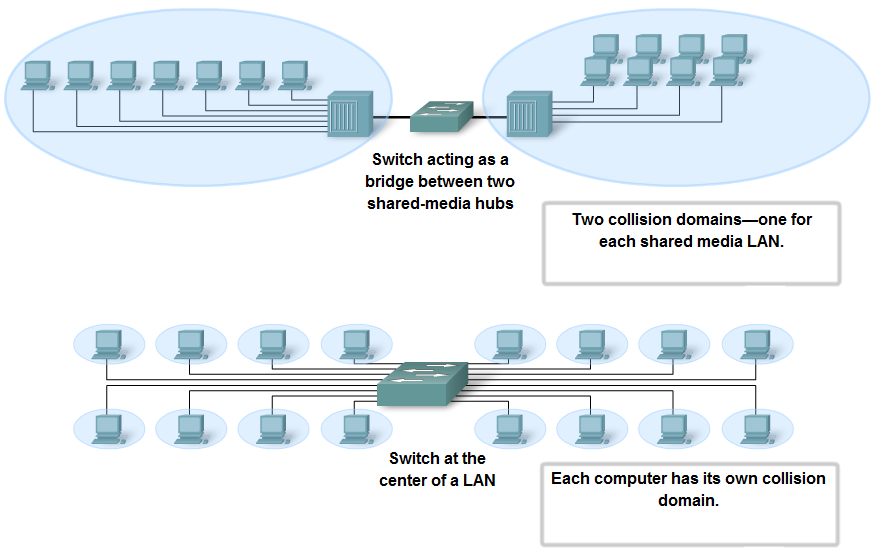 Switch acting as a
bridge between two
shared-media hubs
Two collision domains—one for
each shared media LAN.
Switch at the
center of a LAN
Each computer has its own collision
domain.